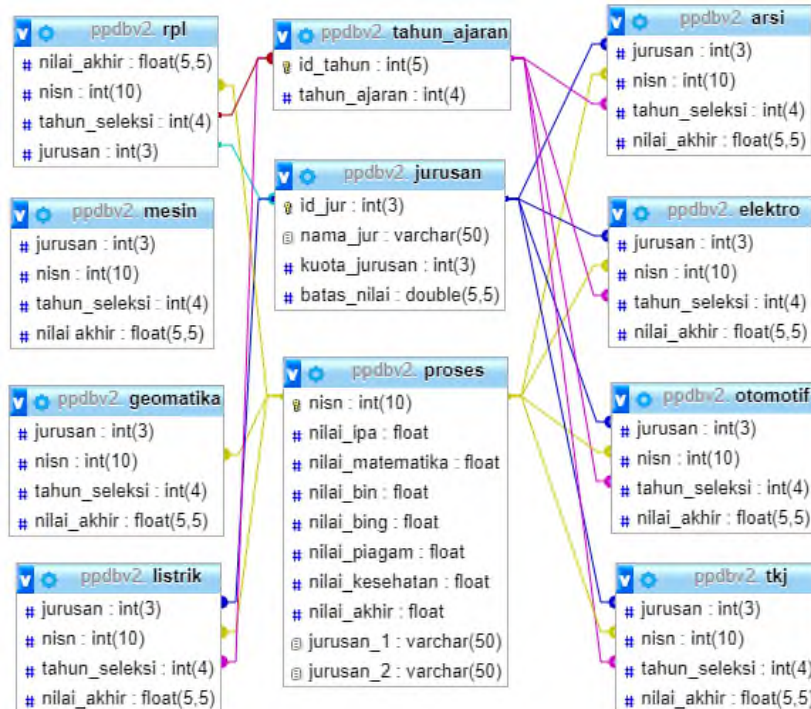 ppdbv2. rpl
# nilai_akhir : float(5,5)
# nisn : int(10)
# tahun_seleksi : int(4)
# jurusan : int(3)
ppdbv2. mesin
# jurusan : int(3)
# nisn : int(10)
# tahun_seleksi : int(4)
# nilai akhir : float(5,5)
ppdbv2. geomatika
# jurusan : int(3)
# nisn : int(10)
# tahun_seleksi : int(4)
# nilai_akhir : float(5,5)
ppdbv2. listrik
# jurusan : int(3)
# nisn : int(10)
# tahun_seleksi : int(4)
# nilai_akhir : float(5,5)
ppdbv2. tahun_ajaran
id_tahun : int(5)
# tahun_ajaran : int(4)
ppdbv2. jurusan
id_jur : int(3)
nama_jur : varchar(50)
# kuota_jurusan : int(3)
# batas_nilai : double(5,5)
ppdbv2. proses
nisn : int(10)
# nilai_ipa : float
# nilai_matematika : float
# nilai_bin : float
# nilai_bing : float
# nilai_piagam : float
# nilai_kesehatan : float
# nilai_akhir : float
jurusan_1 : varchar(50)
jurusan_2 : varchar(50)
ppdbv2. arsi
# jurusan : int(3)
# nisn : int(10)
# tahun_seleksi : int(4)
# nilai_akhir : float(5,5)
ppdbv2. elektro
# jurusan : int(3)
# nisn : int(10)
# tahun_seleksi : int(4)
# nilai_akhir : float(5,5)
ppdbv2. otomotif
# jurusan : int(3)
# nisn : int(10)
# tahun_seleksi : int(4)
# nilai_akhir : float(5,5)
ppdbv2. tkj
# jurusan : int(3)
# nisn : int(10)
# tahun_seleksi : int(4)
# nilai_akhir : float(5,5)